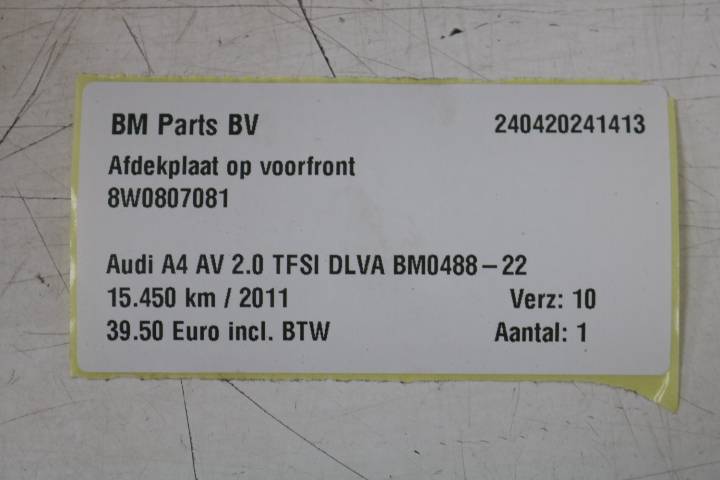 BM Parts BV 240420241413
Afdekplaat op voorfront
8W0807081
Audi A4 AV 2.0 TFSI DLVA BM0488-22
15.450 km / 2011 Verz: 10
39.50 Euro incl. BTW Aantal: 1